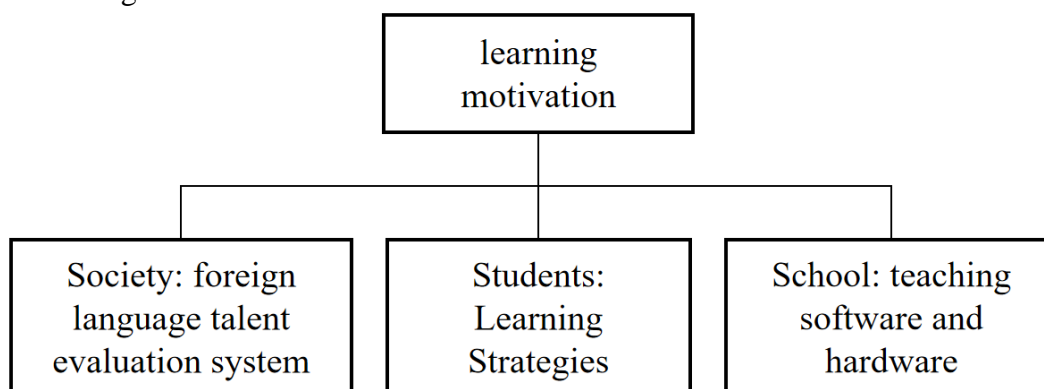 learning
motivation
Society: foreign
language talent
evaluation system
Students:
Learning
Strategies
School: teaching
software and
hardware